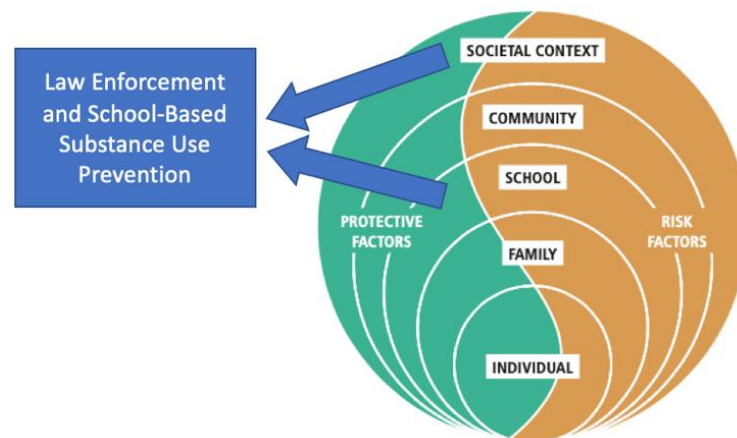 Law Enforcement
and School-Based
Substance Use
Prevention
SOCIETAL CONTEXT
COMMUNITY
SCHOOL
PROTECTIVE
FACTORS
RISK
FACTORS
FAMILY
INDIVIDUAL